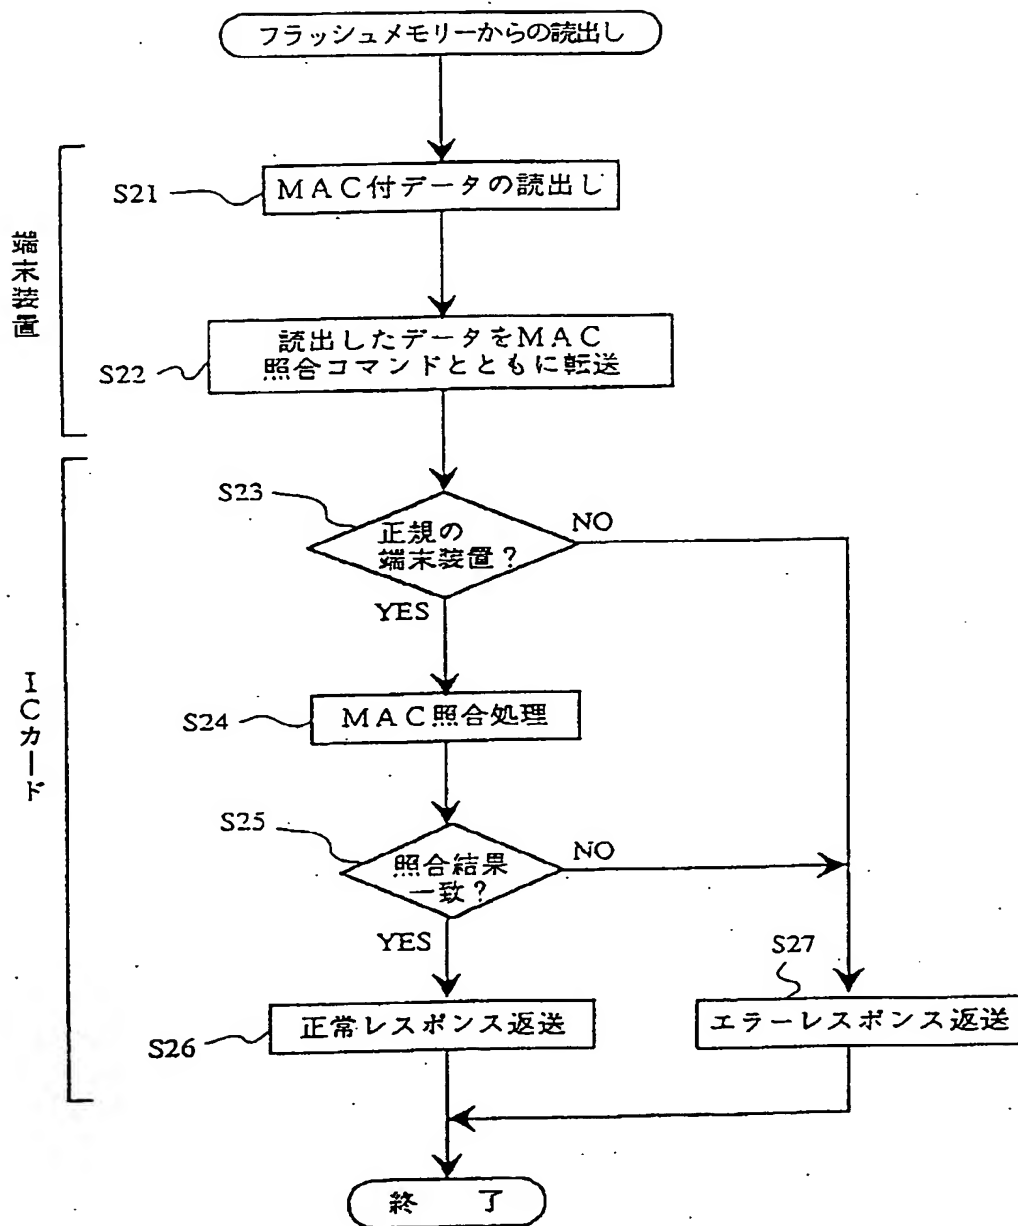 フラッシュメモリーからの読出し
端末装置
S21
MAC付データの読出し
S22
読出したデータをMAC
照合コマンドとともに転送
ICカード
S23
正規の
端末装置?
NO
YES
S24
MAC照合処理
S25
照合結果
一致?
NO
YES
S26
正常レスポンス返送
S27
エラーレスポンス返送
終 了